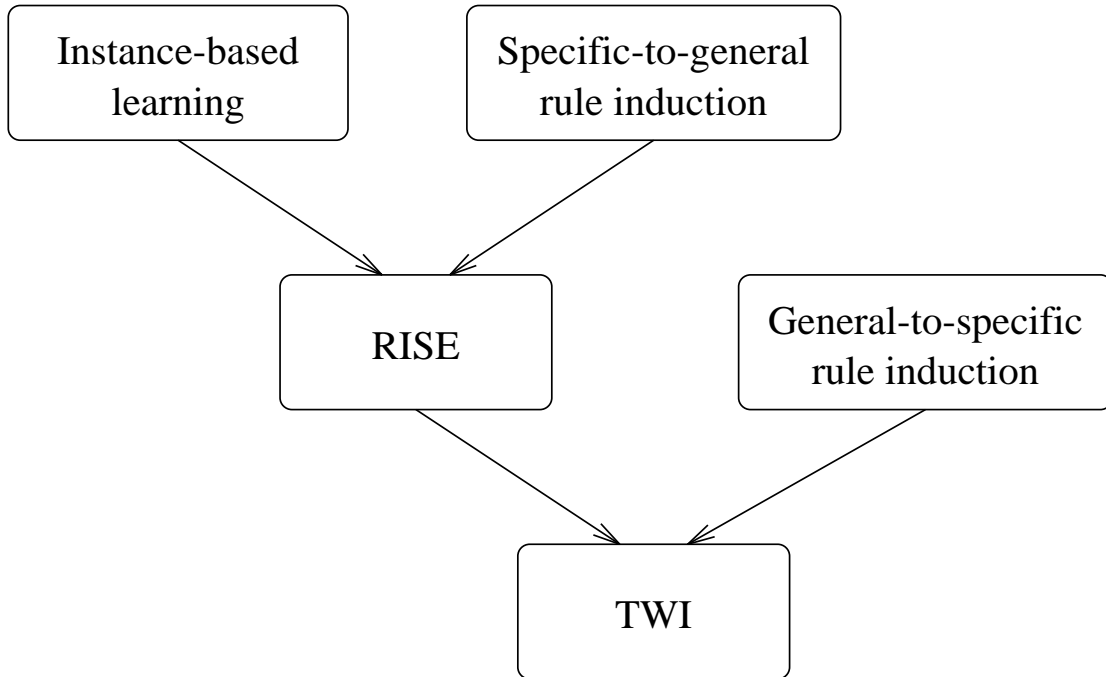 Instance-based
learning
Specific-to-general
rule induction
RISE
General-to-specific
rule induction
TWI